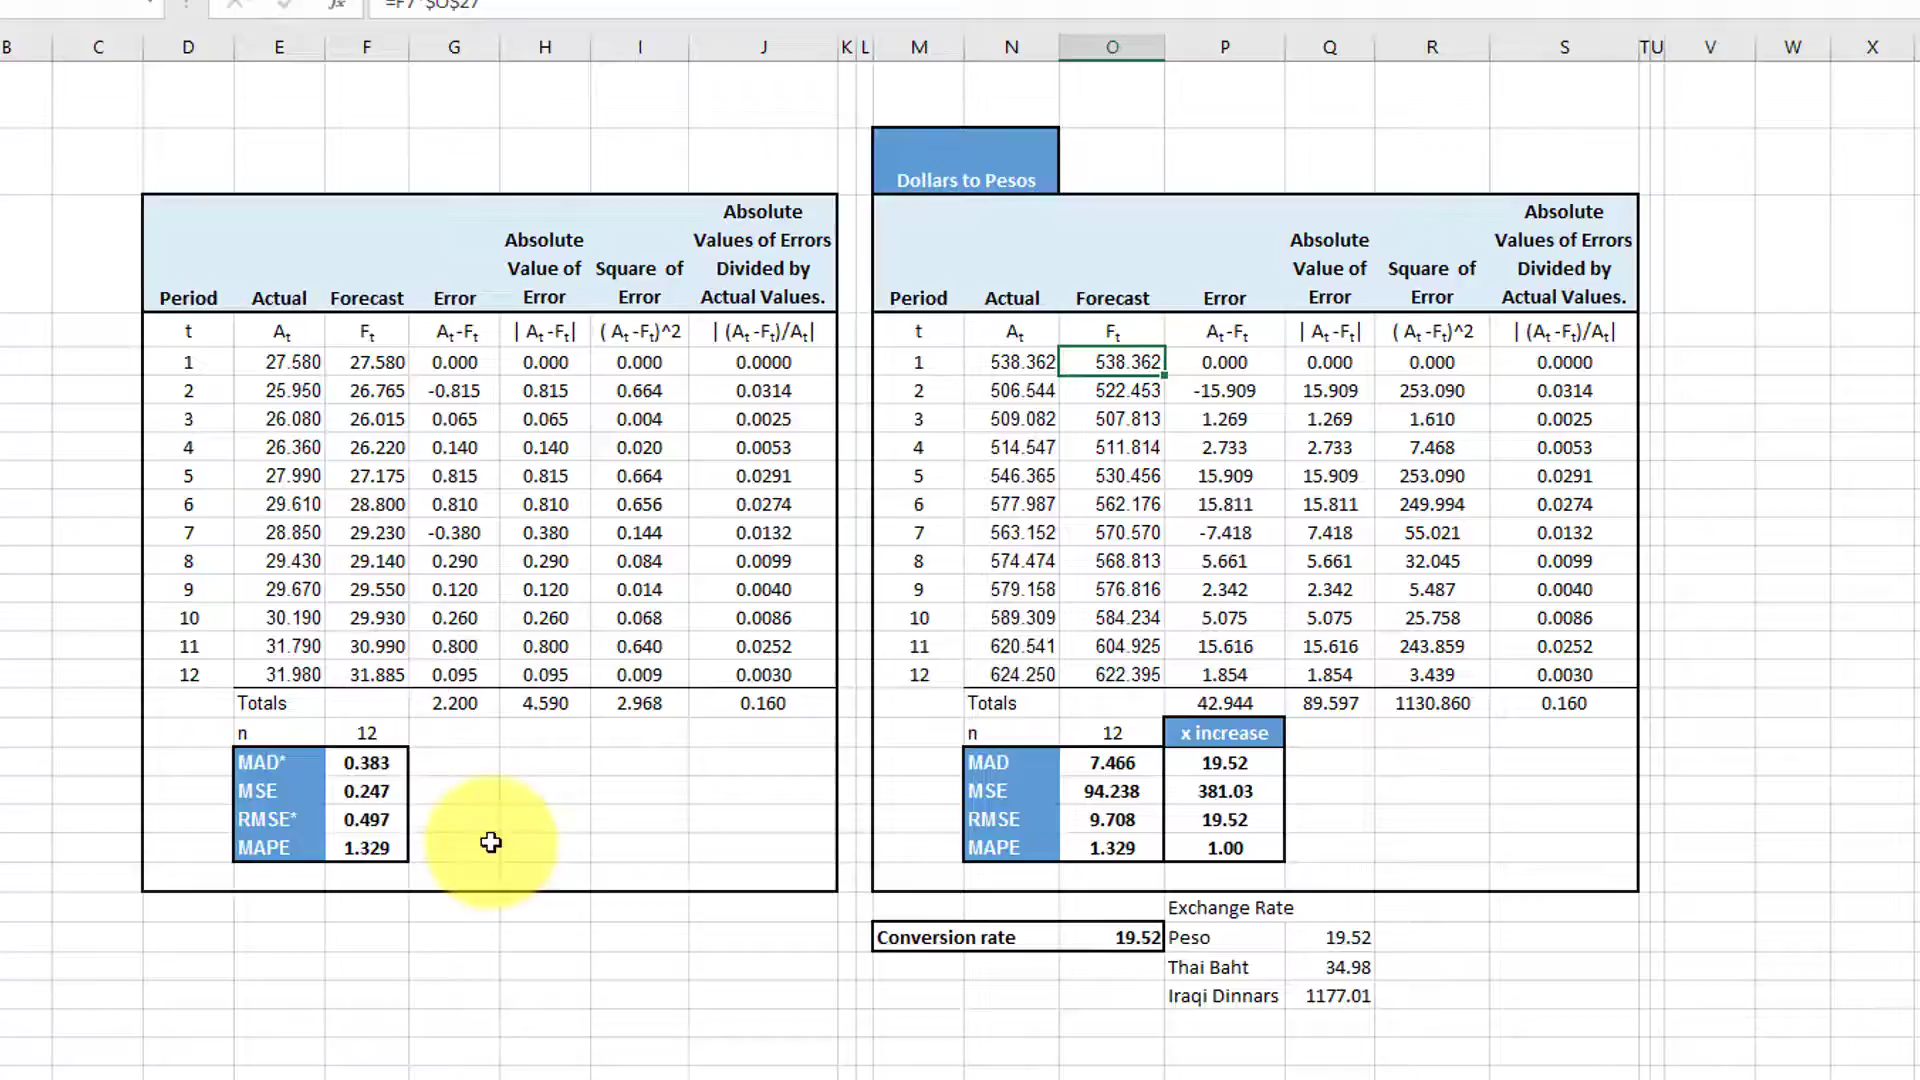 =F7*$O$27
B C D E F G H I J K L M N O P Q R S T U V W X
Dollars to Pesos
Period Actual Forecast Error Absolute Value of Error Square of Error Absolute Values of Errors Divided by Actual Values.
t At Ft At -Ft | At -Ft| ( At -Ft)^2 | (At -Ft)/At|
1 27.580 27.580 0.000 0.000 0.000 0.0000
2 25.950 26.765 -0.815 0.815 0.664 0.0314
3 26.080 26.015 0.065 0.065 0.004 0.0025
4 26.360 26.220 0.140 0.140 0.020 0.0053
5 27.990 27.175 0.815 0.815 0.664 0.0291
6 29.610 28.800 0.810 0.810 0.656 0.0274
7 28.850 29.230 -0.380 0.380 0.144 0.0132
8 29.430 29.140 0.290 0.290 0.084 0.0099
9 29.670 29.550 0.120 0.120 0.014 0.0040
10 30.190 29.930 0.260 0.260 0.068 0.0086
11 31.790 30.990 0.800 0.800 0.640 0.0252
12 31.980 31.885 0.095 0.095 0.009 0.0030
Totals 2.200 4.590 2.968 0.160
n 12
MAD* 0.383
MSE 0.247
RMSE* 0.497
MAPE 1.329
Period Actual Forecast Error Absolute Value of Error Square of Error Absolute Values of Errors Divided by Actual Values.
t At Ft At -Ft | At -Ft| ( At -Ft)^2 | (At -Ft)/At|
1 538.362 538.362 0.000 0.000 0.000 0.0000
2 506.544 522.453 -15.909 15.909 253.090 0.0314
3 509.082 507.813 1.269 1.269 1.610 0.0025
4 514.547 511.814 2.733 2.733 7.468 0.0053
5 546.365 530.456 15.909 15.909 253.090 0.0291
6 577.987 562.176 15.811 15.811 249.994 0.0274
7 563.152 570.570 -7.418 7.418 55.021 0.0132
8 574.474 568.813 5.661 5.661 32.045 0.0099
9 579.158 576.816 2.342 2.342 5.487 0.0040
10 589.309 584.234 5.075 5.075 25.758 0.0086
11 620.541 604.925 15.616 15.616 243.859 0.0252
12 624.250 622.395 1.854 1.854 3.439 0.0030
Totals 42.944 89.597 1130.860 0.160
n 12 x increase
MAD 7.466 19.52
MSE 94.238 381.03
RMSE 9.708 19.52
MAPE 1.329 1.00
Exchange Rate
Conversion rate 19.52 Peso 19.52
Thai Baht 34.98
Iraqi Dinnars 1177.01